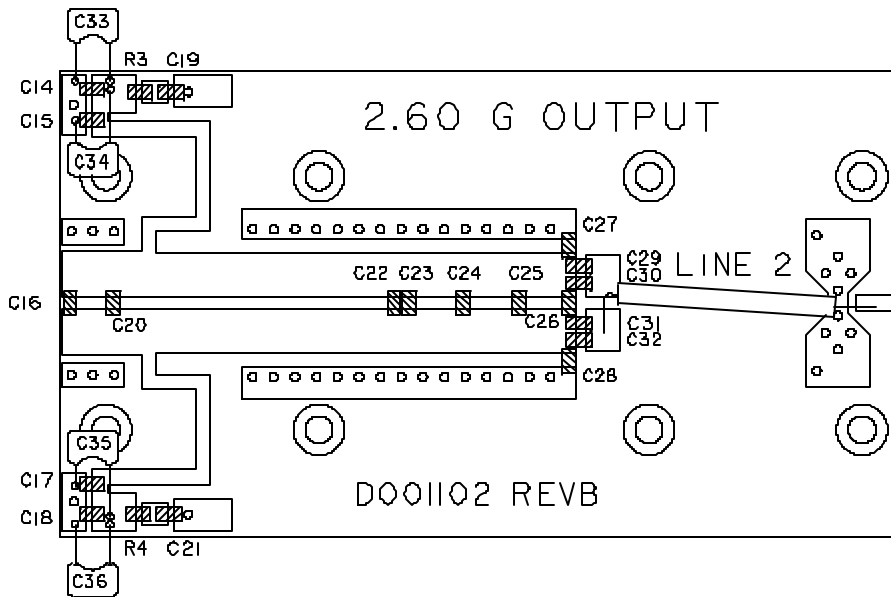 C33
R3 C19
C14
2.60 G OUTPUT
C15
C34
C27
C29
LINE 2
C22 C23 C24 C25 C30
C16
C20 C26 C31
C32
C28
C35
C17
D001102 REVB
C18
R4 C21
C36